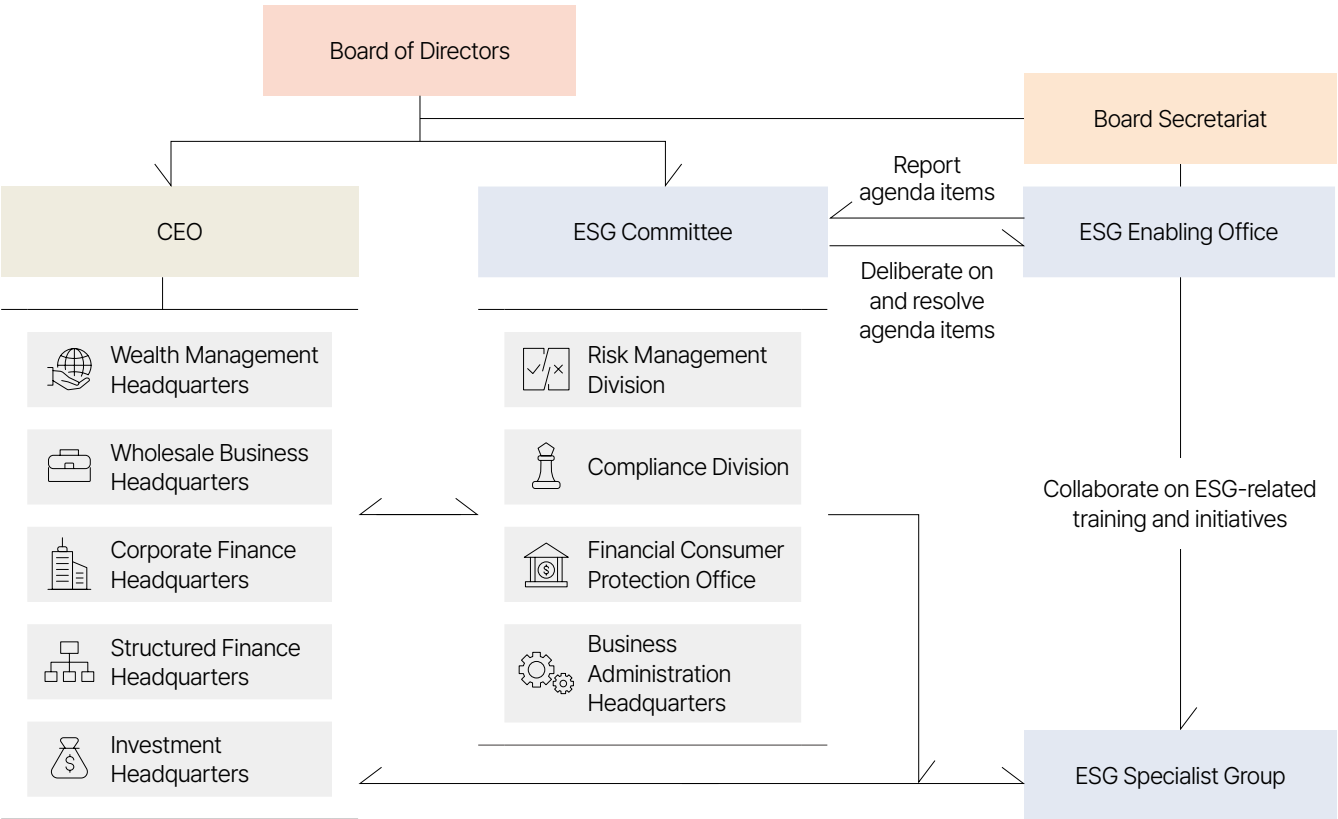 Board of Directors
Board Secretariat
Report
agenda items
CEO
ESG Committee
ESG Enabling Office
Deliberate on
and resolve
agenda items
Wealth Management
Headquarters
Wholesale Business
Headquarters
Corporate Finance
Headquarters
Structured Finance
Headquarters
Investment
Headquarters
Risk Management
Division
Compliance Division
Financial Consumer
Protection Office
Business
Administration
Headquarters
Collaborate on ESG-related
training and initiatives
ESG Specialist Group